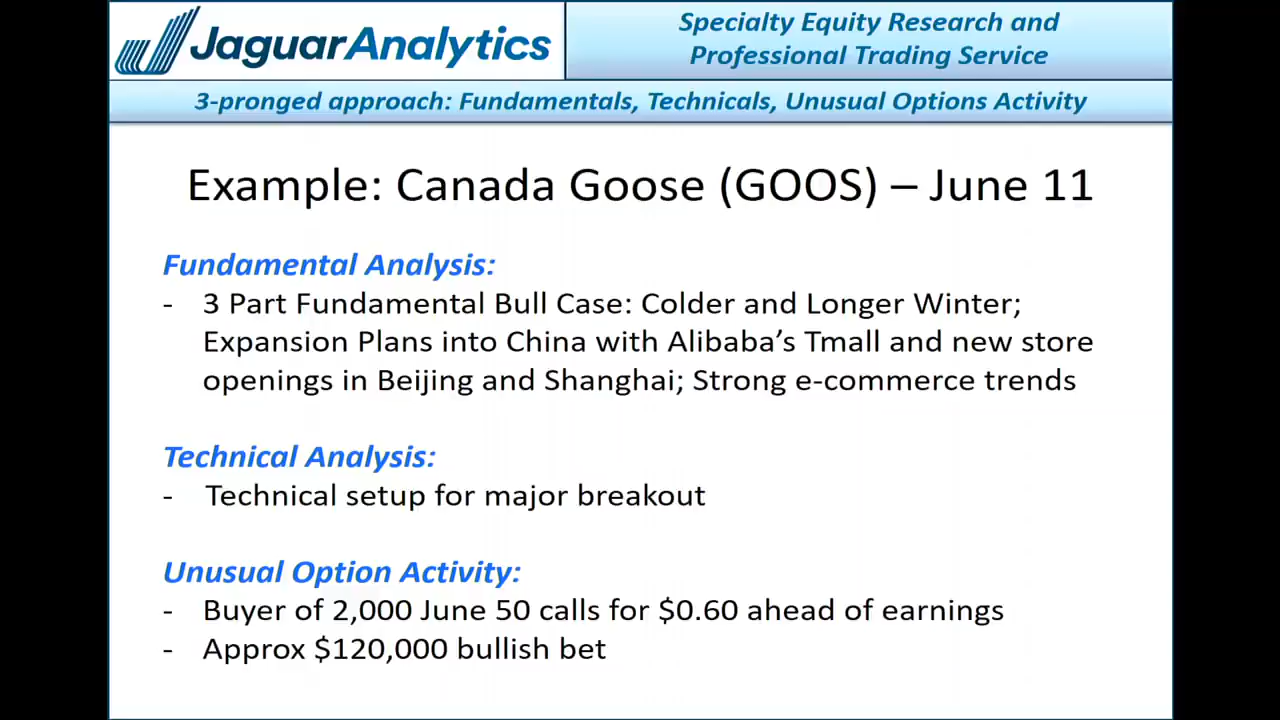 JaguarAnalytics
Specialty Equity Research and
Professional Trading Service
3-pronged approach: Fundamentals, Technicals, Unusual Options Activity
Example: Canada Goose (GOOS) – June 11
Fundamental Analysis:
- 3 Part Fundamental Bull Case: Colder and Longer Winter;
Expansion Plans into China with Alibaba’s Tmall and new store
openings in Beijing and Shanghai; Strong e-commerce trends
Technical Analysis:
- Technical setup for major breakout
Unusual Option Activity:
- Buyer of 2,000 June 50 calls for $0.60 ahead of earnings
- Approx $120,000 bullish bet